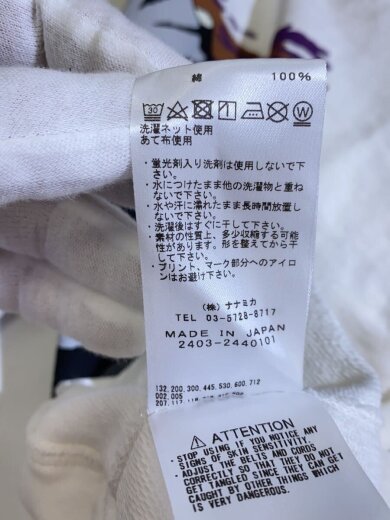 綿 100%
30 W
洗濯ネット使用
あて布使用
・蛍光剤入り洗剤は使用しないで下
さい。
・水につけたまま他の洗濯物と重ね
ないで下さい。
・水や汗に濡れたまま長時間放置し
ないで下さい。
・洗濯後はすぐに干して下さい。
・素材の性質上、多少収縮する可能
性があります。形を整えてから干
して下さい。
・プリント、マーク部分へのアイロ
ンはお避け下さい。
(株) ナナミカ
TEL 03-5728-8717
MADE IN JAPAN
2403-2440101
132.200.300.445.530.600.712
002.005
207.112.118
ATTENTION
・STOP USING IF YOU NOTICE ANY
SIGNS OF SKIN SENSITIVITY.
・ADJUST THE BELTS AND CORDS
CORRECTLY SO THAT THEY DO NOT
GET TANGLED SINCE THEY CAN GET
CAUGHT BY OTHER THINGS WHICH
IS VERY DANGEROUS.